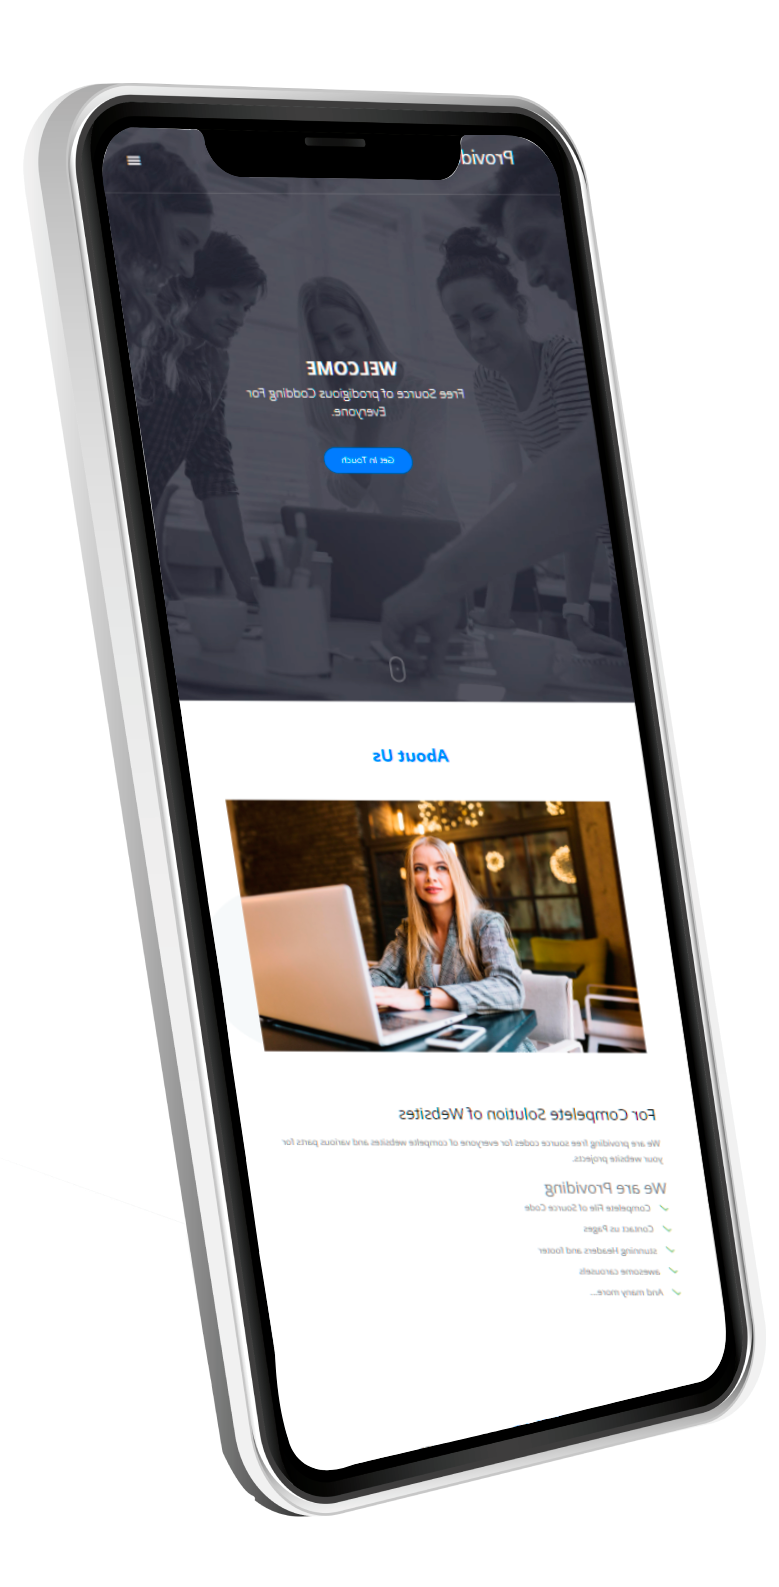 Provid
WELCOME
Free Source of prodigious Codding For
Everyone.
Get In Touch
About Us
For Compelete Solution of Websites
We are providing free source codes for everyone of compelte websites and various parts for
your website projects.
We are Providing
Compelete File of Source Code
Contact us Pages
stunning Headers and footer
awesome carousels
And many more...